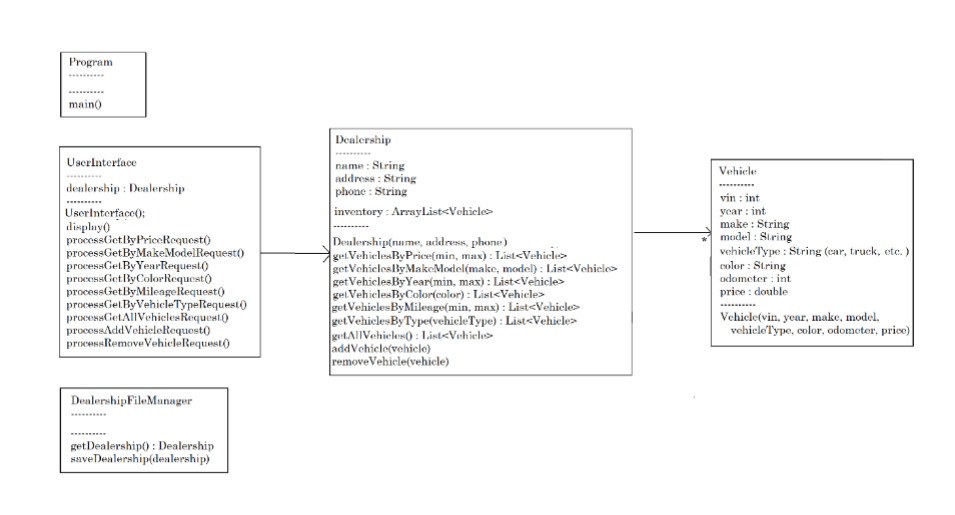 Program
----------
----------
main()
UserInterface
----------
dealership : Dealership
----------
UserInterface();
display()
processGetByPriceRequest()
processGetByMakeModelRequest()
processGetByYearRequest()
processGetByColorRequest()
processGetByMileageRequest()
processGetByVehicleTypeRequest()
processGetAllVehiclesRequest()
processAddVehicleRequest()
processRemoveVehicleRequest()
DealershipFileManager
----------
----------
getDealership() : Dealership
saveDealership(dealership)
Dealership
----------
name : String
address : String
phone : String
inventory : ArrayList<Vehicle>
----------
Dealership(name, address, phone)
getVehiclesByPrice(min, max) : List<Vehicle>
getVehiclesByMakeModel(make, model) : List<Vehicle>
getVehiclesByYear(min, max) : List<Vehicle>
getVehiclesByColor(color) : List<Vehicle>
getVehiclesByMileage(min, max) : List<Vehicle>
getVehiclesByType(vehicleType) : List<Vehicle>
getAllVehicles() : List<Vehicle>
addVehicle(vehicle)
removeVehicle(vehicle)
*
Vehicle
----------
vin : int
year : int
make : String
model : String
vehicleType : String (car, truck, etc. )
color : String
odometer : int
price : double
----------
Vehicle(vin, year, make, model,
vehicleType, color, odometer, price)